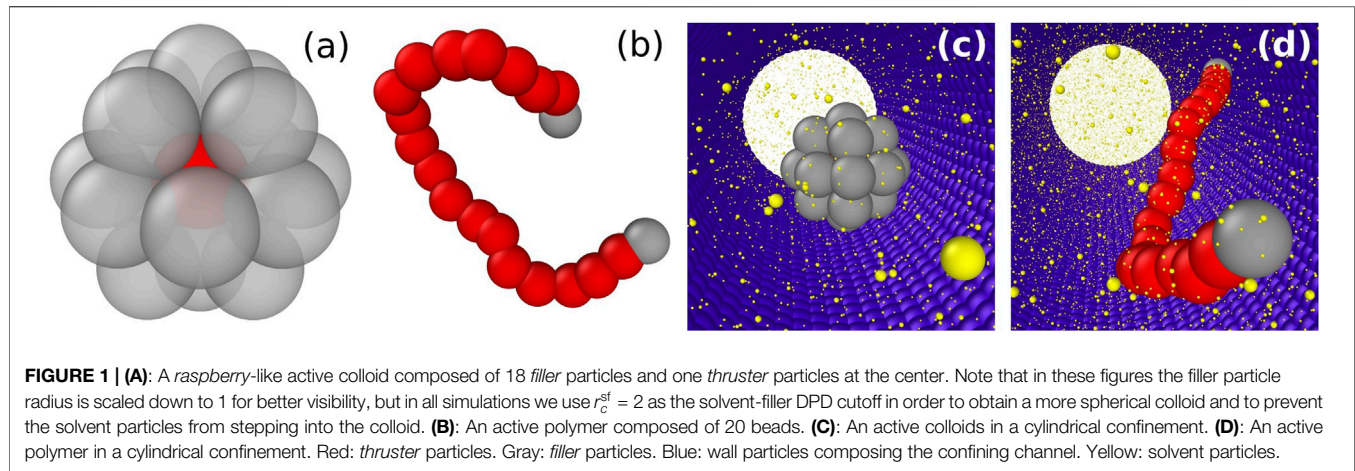 (a)
(b)
(c)
(d)
FIGURE 1 | (A): A raspberry-like active colloid composed of 18 filler particles and one thruster particles at the center. Note that in these figures the filler particle
radius is scaled down to 1 for better visibility, but in all simulations we use r_c^sf = 2 as the solvent-filler DPD cutoff in order to obtain a more spherical colloid and to prevent
the solvent particles from stepping into the colloid. (B): An active polymer composed of 20 beads. (C): An active colloids in a cylindrical confinement. (D): An active
polymer in a cylindrical confinement. Red: thruster particles. Gray: filler particles. Blue: wall particles composing the confining channel. Yellow: solvent particles.